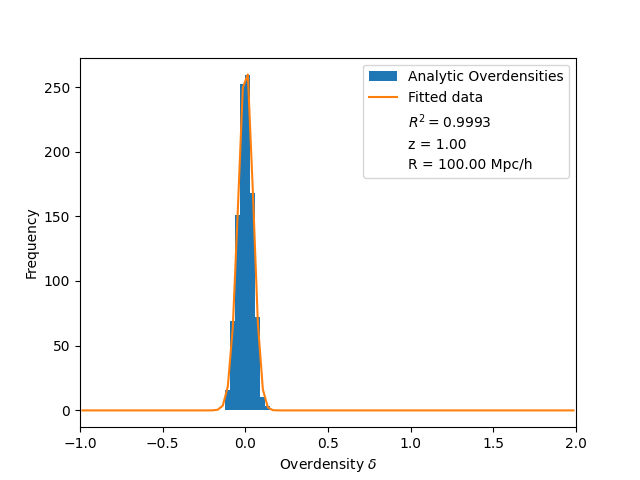 Analytic Overdensities
Fitted data
R² = 0.9993
z = 1.00
R = 100.00 Mpc/h
Frequency
250
200
150
100
50
0
−1.0 −0.5 0.0 0.5 1.0 1.5 2.0
Overdensity δ